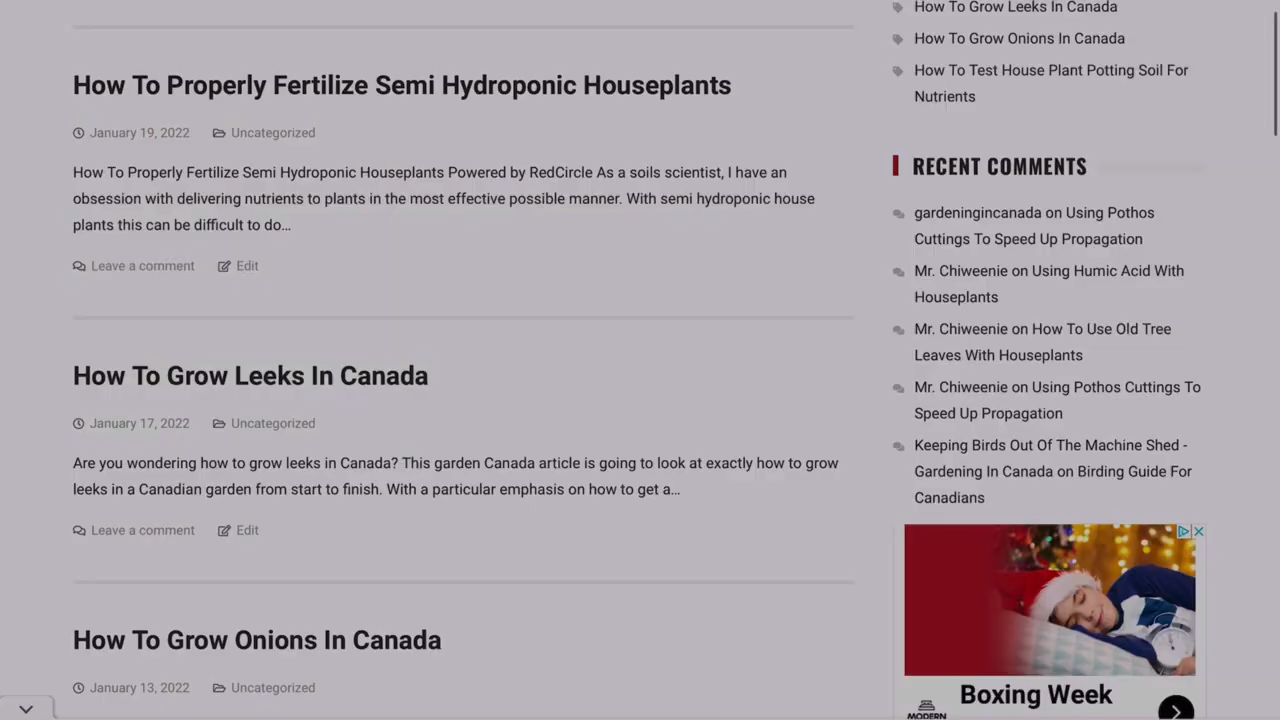 How To Properly Fertilize Semi Hydroponic Houseplants
January 19, 2022 Uncategorized
How To Properly Fertilize Semi Hydroponic Houseplants Powered by RedCircle As a soils scientist, I have an
obsession with delivering nutrients to plants in the most effective possible manner. With semi hydroponic house
plants this can be difficult to do…
Leave a comment Edit
How To Grow Leeks In Canada
January 17, 2022 Uncategorized
Are you wondering how to grow leeks in Canada? This garden Canada article is going to look at exactly how to grow
leeks in a Canadian garden from start to finish. With a particular emphasis on how to get a…
Leave a comment Edit
How To Grow Onions In Canada
January 13, 2022 Uncategorized
How To Grow Leeks In Canada
How To Grow Onions In Canada
How To Test House Plant Potting Soil For
Nutrients
RECENT COMMENTS
gardeningincanada on Using Pothos
Cuttings To Speed Up Propagation
Mr. Chiweenie on Using Humic Acid With
Houseplants
Mr. Chiweenie on How To Use Old Tree
Leaves With Houseplants
Mr. Chiweenie on Using Pothos Cuttings To
Speed Up Propagation
Keeping Birds Out Of The Machine Shed -
Gardening In Canada on Birding Guide For
Canadians
Boxing Week
MODERN